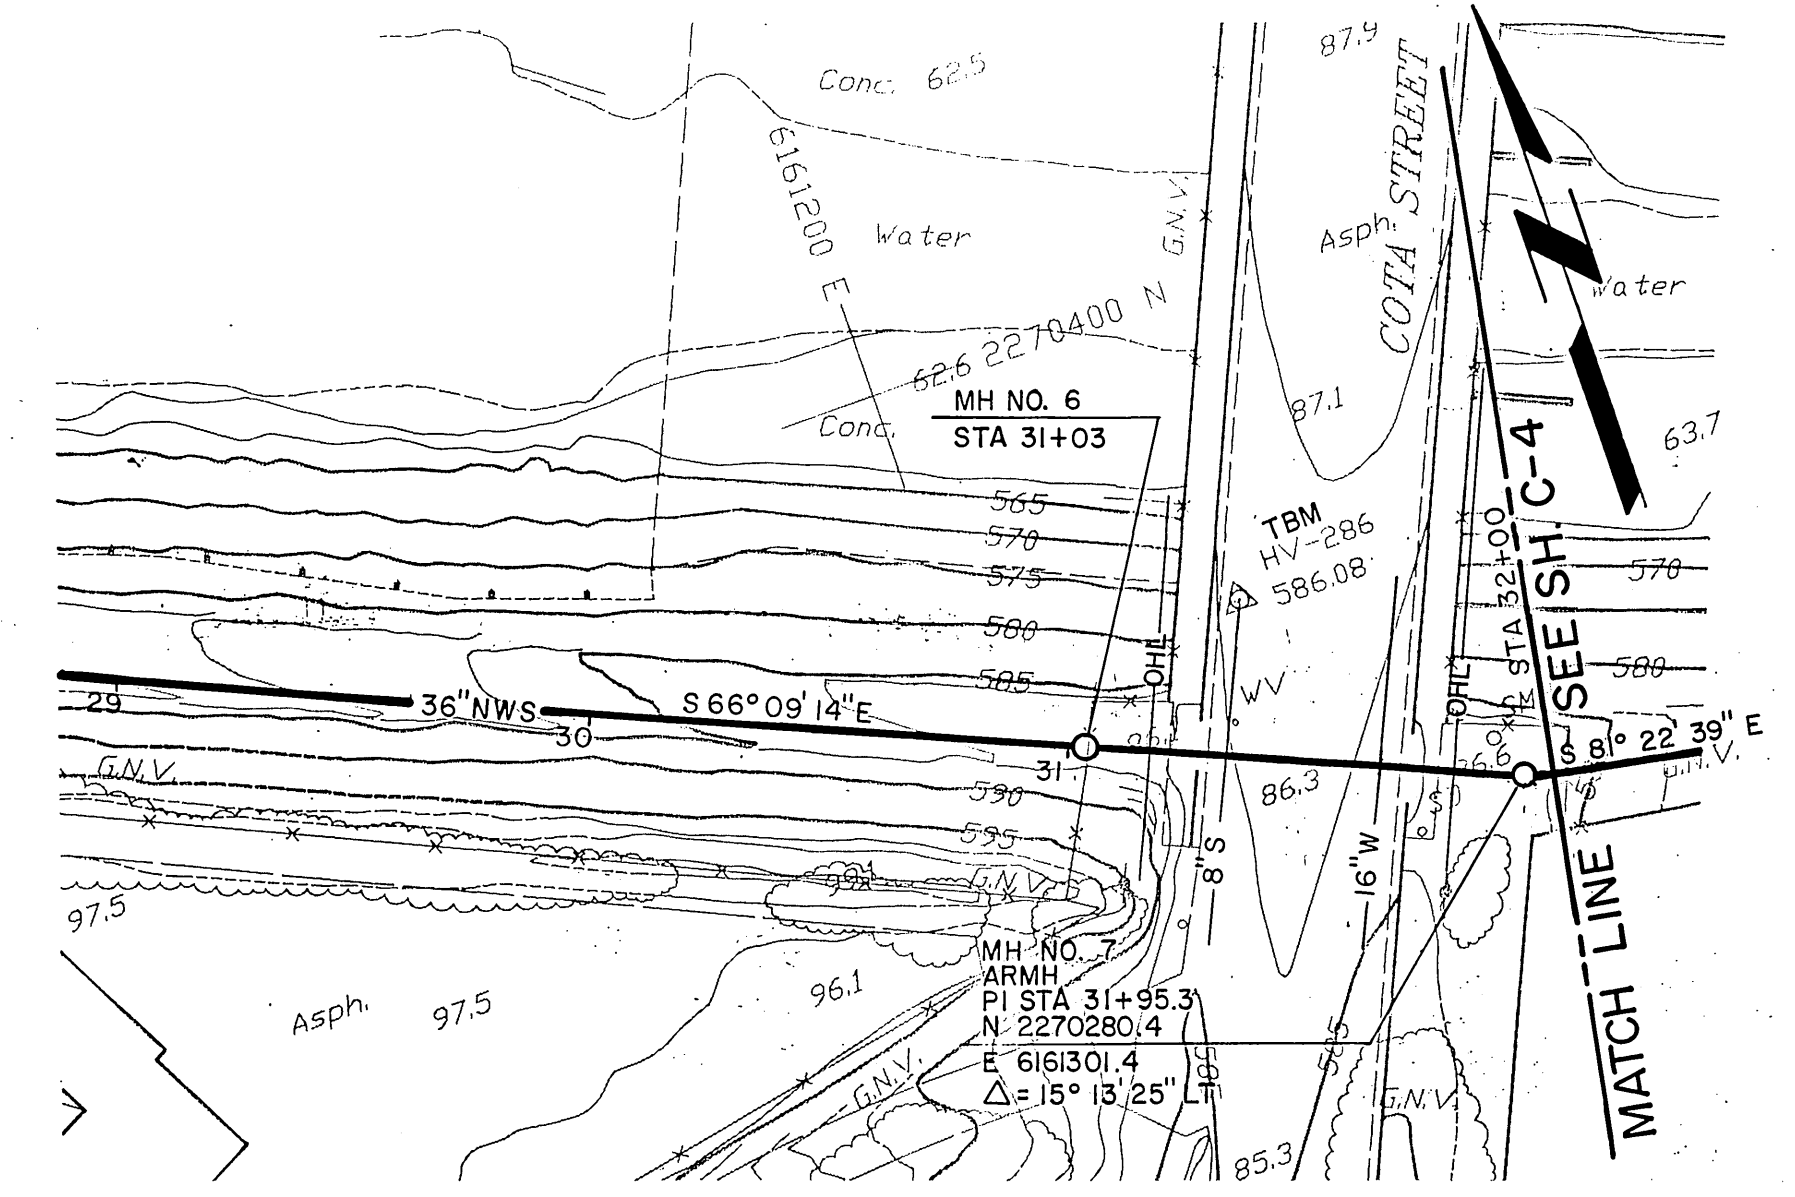 87.9
Conc. 62.5
COTA STREET
6161200 E
G.N.V.
Water
Asph.
Water
2270400 N
62.6
MH NO. 6
STA 31+03
Conc.
87.1
63.7
565
570
575
580
585
TBM
HV-286
586.08
570
580
STA 32+00
SEE SH. C-4
OHL
OHL
WV
29
36"NWS
S 66° 09' 14"E
30
31
S 8° 22' 39" E
G.N.V.
G.N.V.
590
86.3
595
8" S
16" W
G.N.V.
97.5
MATCH LINE
MH NO. 7
ARMH
PI STA 31+95.3
N 2270280.4
E 6161301.4
△ = 15° 13' 25" LT
96.1
Asph.
97.5
585
585
G.N.V.
G.N.V.
85.3